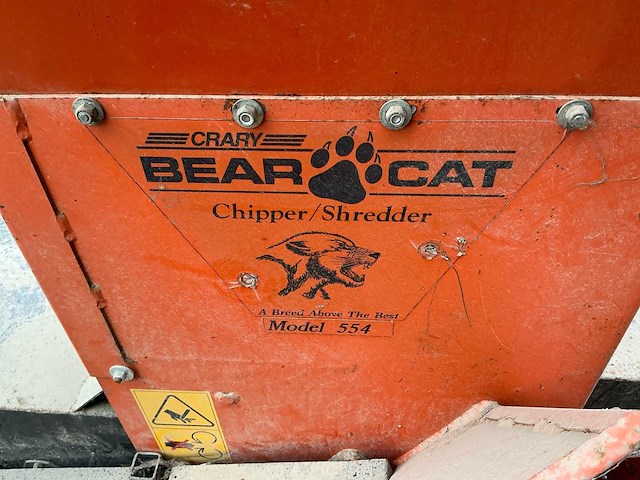 CRARY
BEAR CAT
Chipper/Shredder
A Breed Above The Best
Model 554